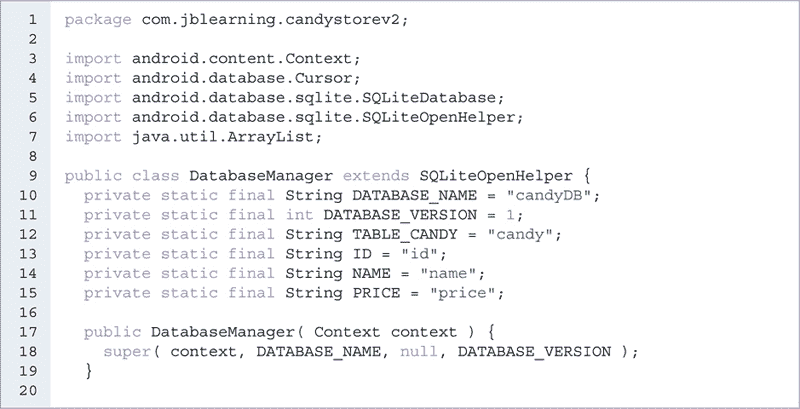 1 package com.jblearning.candystorev2;
2
3 import android.content.Context;
4 import android.database.Cursor;
5 import android.database.sqlite.SQLiteDatabase;
6 import android.database.sqlite.SQLiteOpenHelper;
7 import java.util.ArrayList;
8
9 public class DatabaseManager extends SQLiteOpenHelper {
10   private static final String DATABASE_NAME = "candyDB";
11   private static final int DATABASE_VERSION = 1;
12   private static final String TABLE_CANDY = "candy";
13   private static final String ID = "id";
14   private static final String NAME = "name";
15   private static final String PRICE = "price";
16
17   public DatabaseManager( Context context ) {
18     super( context, DATABASE_NAME, null, DATABASE_VERSION );
19   }
20